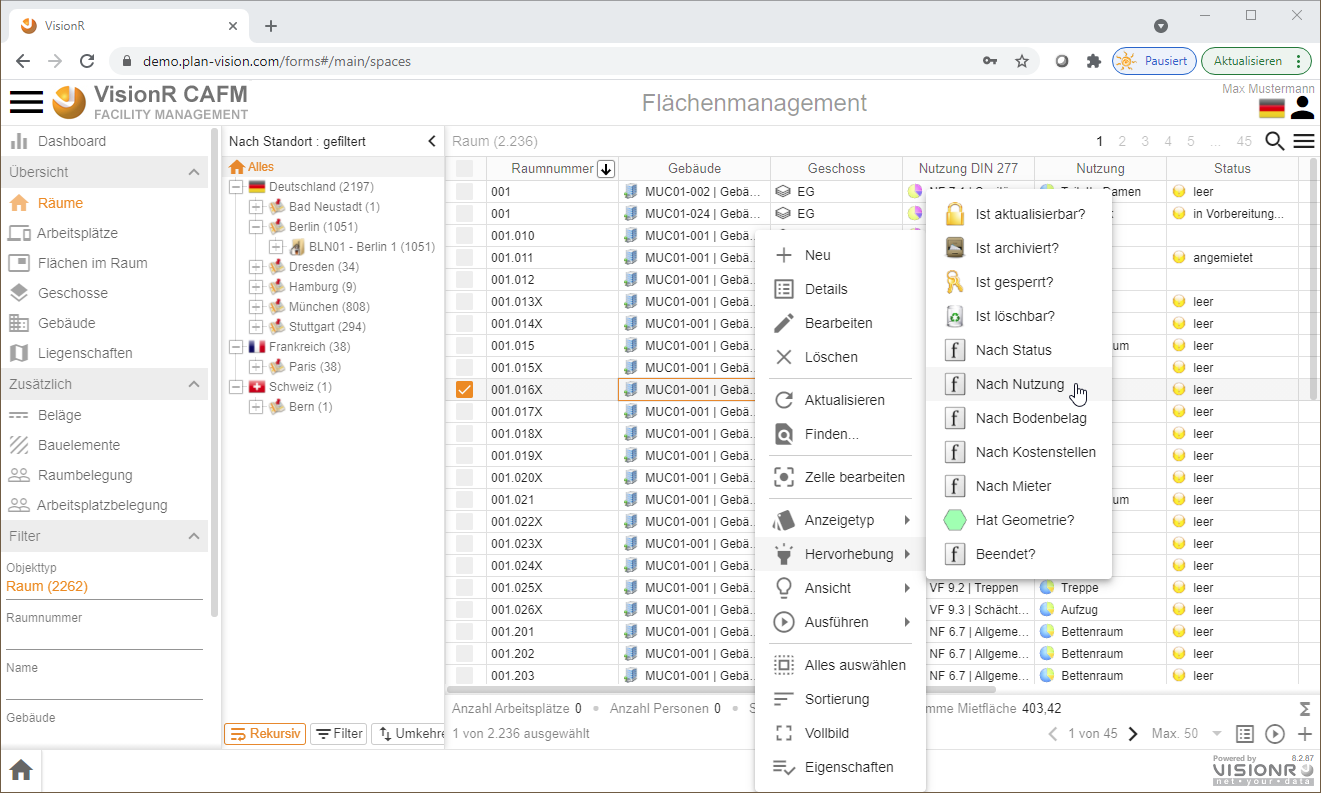 VisionR
demo.plan-vision.com/forms#/main/spaces
Pausiert
Aktualisieren
VisionR CAFM
FACILITY MANAGEMENT
Flächenmanagement
Max Mustermann
Dashboard
Übersicht
Räume
Arbeitsplätze
Flächen im Raum
Geschosse
Gebäude
Liegenschaften
Zusätzlich
Beläge
Bauelemente
Raumbelegung
Arbeitsplatzbelegung
Filter
Objekttyp
Raum (2262)
Raumnummer
Name
Gebäude
Nach Standort : gefiltert
Alles
Deutschland (2197)
Bad Neustadt (1)
Berlin (1051)
BLN01 - Berlin 1 (1051)
Dresden (34)
Hamburg (9)
München (808)
Stuttgart (294)
Frankreich (38)
Paris (38)
Schweiz (1)
Bern (1)
Rekursiv
Filter
Umkehre
Raum (2.236)
1 2 3 4 5 ... 45
Raumnummer Gebäude Geschoss Nutzung DIN 277 Nutzung Status
001 MUC01-002 | Gebä... EG leer
001 MUC01-024 | Gebä... EG in Vorbereitung...
001.010 MUC01-001 | Gebä...
001.011 MUC01-001 | Gebä... angemietet
001.012 MUC01-001 | Gebä...
001.013X MUC01-001 | Gebä... leer
001.014X MUC01-001 | Gebä... leer
001.015 MUC01-001 | Gebä... um leer
001.015X MUC01-001 | Gebä... leer
001.016X MUC01-001 | Gebä... leer
001.017X MUC01-001 | Gebä... leer
001.018X MUC01-001 | Gebä... leer
001.019X MUC01-001 | Gebä... leer
001.020X MUC01-001 | Gebä... leer
001.021 MUC01-001 | Gebä... um leer
001.022X MUC01-001 | Gebä... leer
001.023X MUC01-001 | Gebä... leer
001.024X MUC01-001 | Gebä... leer
001.025X MUC01-001 | Gebä... VF 9.2 | Treppen Treppe leer
001.026X MUC01-001 | Gebä... VF 9.3 | Schächt... Aufzug leer
001.201 MUC01-001 | Gebä... NF 6.7 | Allgeme... Bettenraum leer
001.202 MUC01-001 | Gebä... NF 6.7 | Allgeme... Bettenraum leer
001.203 MUC01-001 | Gebä... NF 6.7 | Allgeme... Bettenraum leer
Neu
Details
Bearbeiten
Löschen
Aktualisieren
Finden...
Zelle bearbeiten
Anzeigetyp
Hervorhebung
Ansicht
Ausführen
Alles auswählen
Sortierung
Vollbild
Eigenschaften
Ist aktualisierbar?
Ist archiviert?
Ist gesperrt?
Ist löschbar?
Nach Status
Nach Nutzung
Nach Bodenbelag
Nach Kostenstellen
Nach Mieter
Hat Geometrie?
Beendet?
Anzahl Arbeitsplätze 0 Anzahl Personen 0 mme Mietfläche 403,42
1 von 2.236 ausgewählt
1 von 45 Max. 50
Powered by 8.2.87
VISIONR
net • your • data